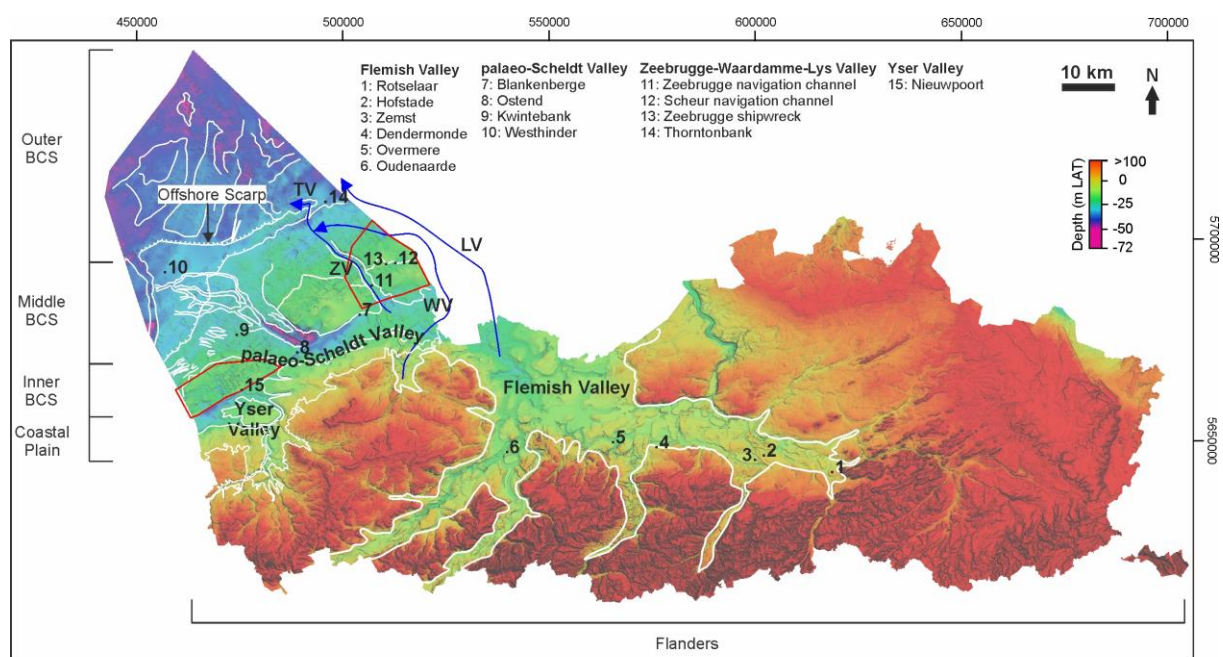 450000 500000 550000 600000 650000 700000
Flemish Valley
1: Rotselaar
2: Hofstade
3: Zemst
4: Dendermonde
5: Overmere
6: Oudenaarde
palaeo-Scheldt Valley
7: Blankenberge
8: Ostend
9: Kwintebank
10: Westhinder
Zeebrugge-Waardamme-Lys Valley
11: Zeebrugge navigation channel
12: Scheur navigation channel
13: Zeebrugge shipwreck
14: Thorntonbank
Yser Valley
15: Nieuwpoort
10 km
N
Outer
BCS
Middle
BCS
Inner
BCS
Coastal
Plain
Offshore Scarp
TV
.14
LV
.10
ZV
13. .12
.11
WV
.7
.9
.8
palaeo-Scheldt Valley
.15
Yser
Valley
Flemish Valley
.6
.5
.4
3. .2
.1
Depth (m LAT)
>100
0
-25
-50
-72
5700000
5650000
Flanders